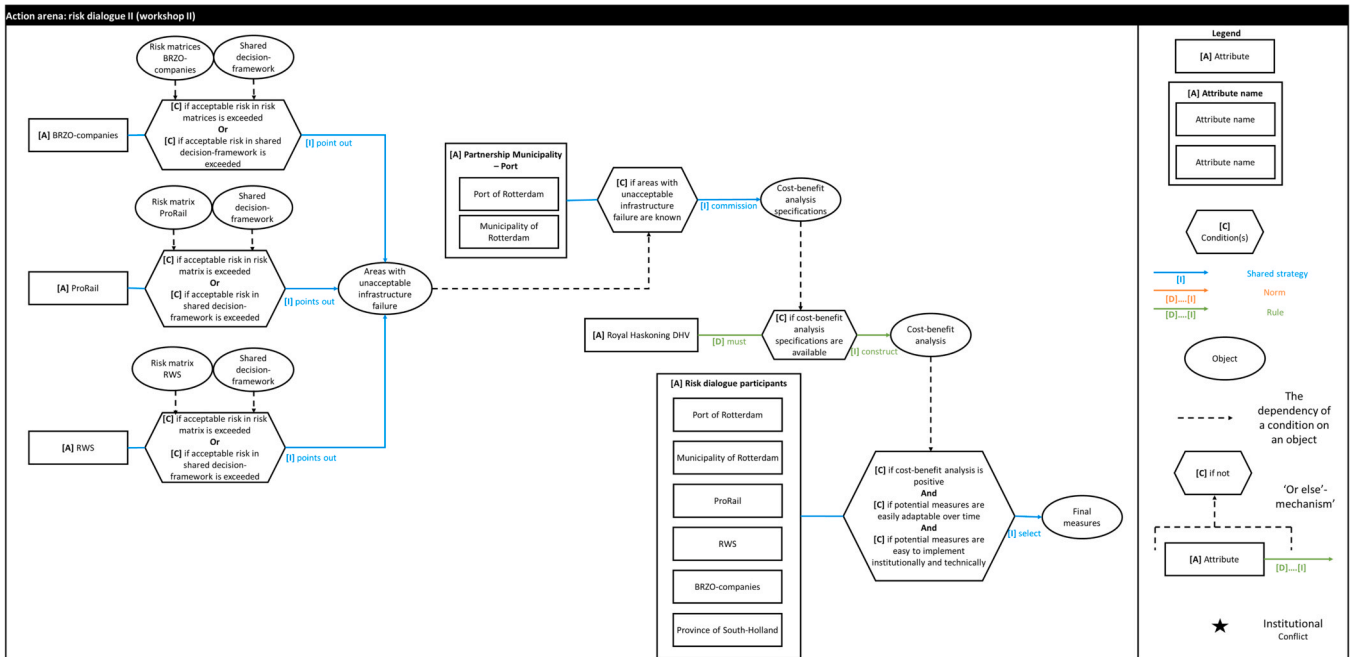 Action arena: risk dialogue II (workshop II)
Risk matrices
BRZO-
companies
Shared
decision-
framework
[A] BRZO-companies
[C] if acceptable risk in risk
matrices is exceeded
Or
[C] if acceptable risk in shared
decision-framework is
exceeded
[I] point out
Risk matrix
ProRail
Shared
decision-
framework
[A] ProRail
[C] if acceptable risk in risk
matrix is exceeded
Or
[C] if acceptable risk in
shared decision-
framework is exceeded
[I] points out
Risk matrix
RWS
Shared
decision-
framework
[A] RWS
[C] if acceptable risk in risk
matrix is exceeded
Or
[C] if acceptable risk in
shared decision-
framework is exceeded
[I] points out
Areas with
unacceptable
infrastructure
failure
[A] Partnership Municipality
– Port
Port of Rotterdam
Municipality of
Rotterdam
[C] if areas with
unacceptable
infrastructure
failure are known
[I] commission
Cost-benefit
analysis
specifications
[A] Royal Haskoning DHV
[D] must
[C] if cost-benefit
analysis
specifications are
available
[I] construct
Cost-benefit
analysis
[A] Risk dialogue participants
Port of Rotterdam
Municipality of Rotterdam
ProRail
RWS
BRZO-companies
Province of South-Holland
[C] if cost-benefit analysis is
positive
And
[C] if potential measures are
easily adaptable over time
And
[C] if potential measures are
easy to implement
institutionally and technically
[I] select
Final
measures
Legend
[A] Attribute
[A] Attribute name
Attribute name
Attribute name
[C]
Condition(s)
[I]
Shared strategy
[D]....[I]
Norm
[D]....[I]
Rule
Object
The
dependency of
a condition on
an object
[C] if not
‘Or else’-
mechanism’
[A] Attribute
[D]....[I]
Institutional
Conflict